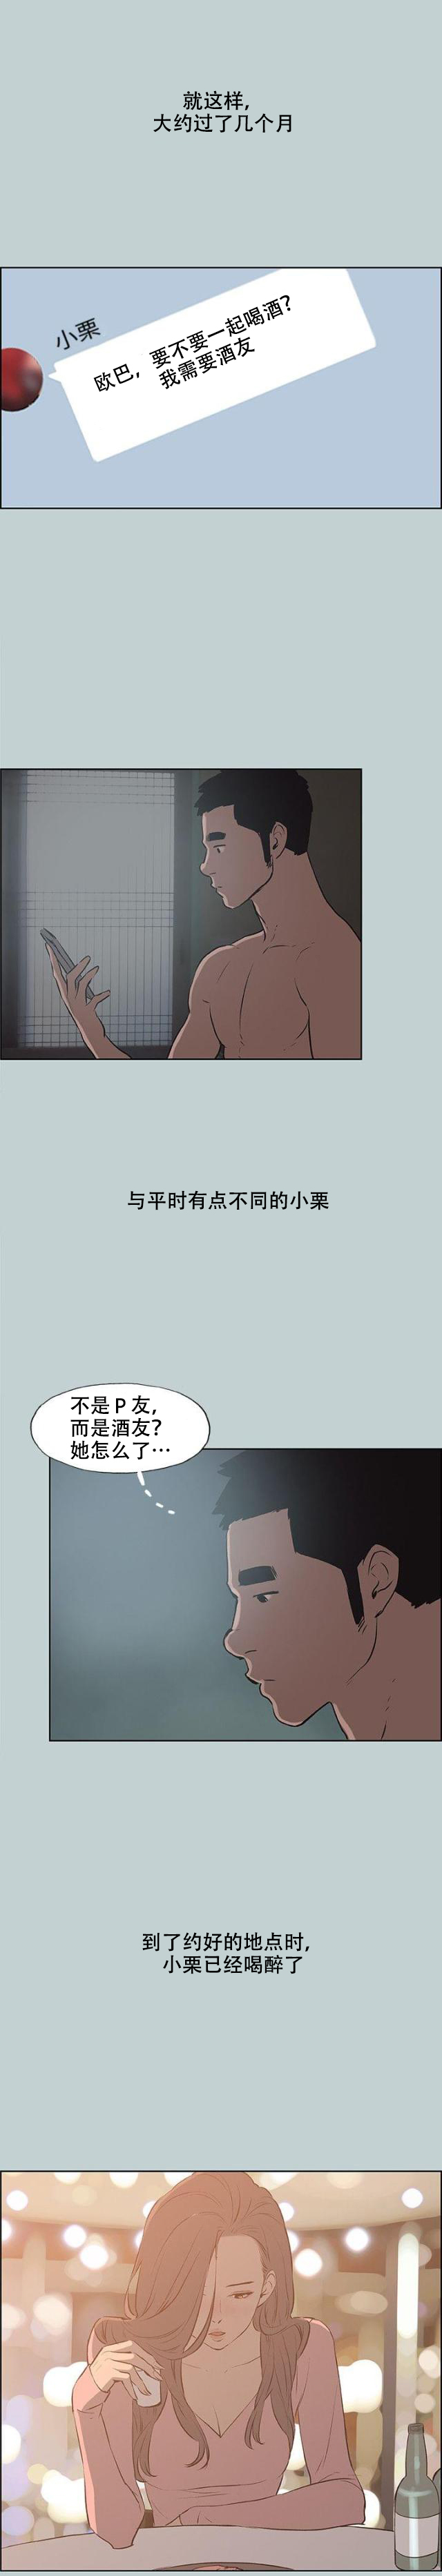 就这样,
大约过了几个月
小栗
欧巴，要不要一起喝酒?
我需要酒友
与平时有点不同的小栗
不是P友,
而是酒友?
她怎么了…
到了约好的地点时,
小栗已经喝醉了